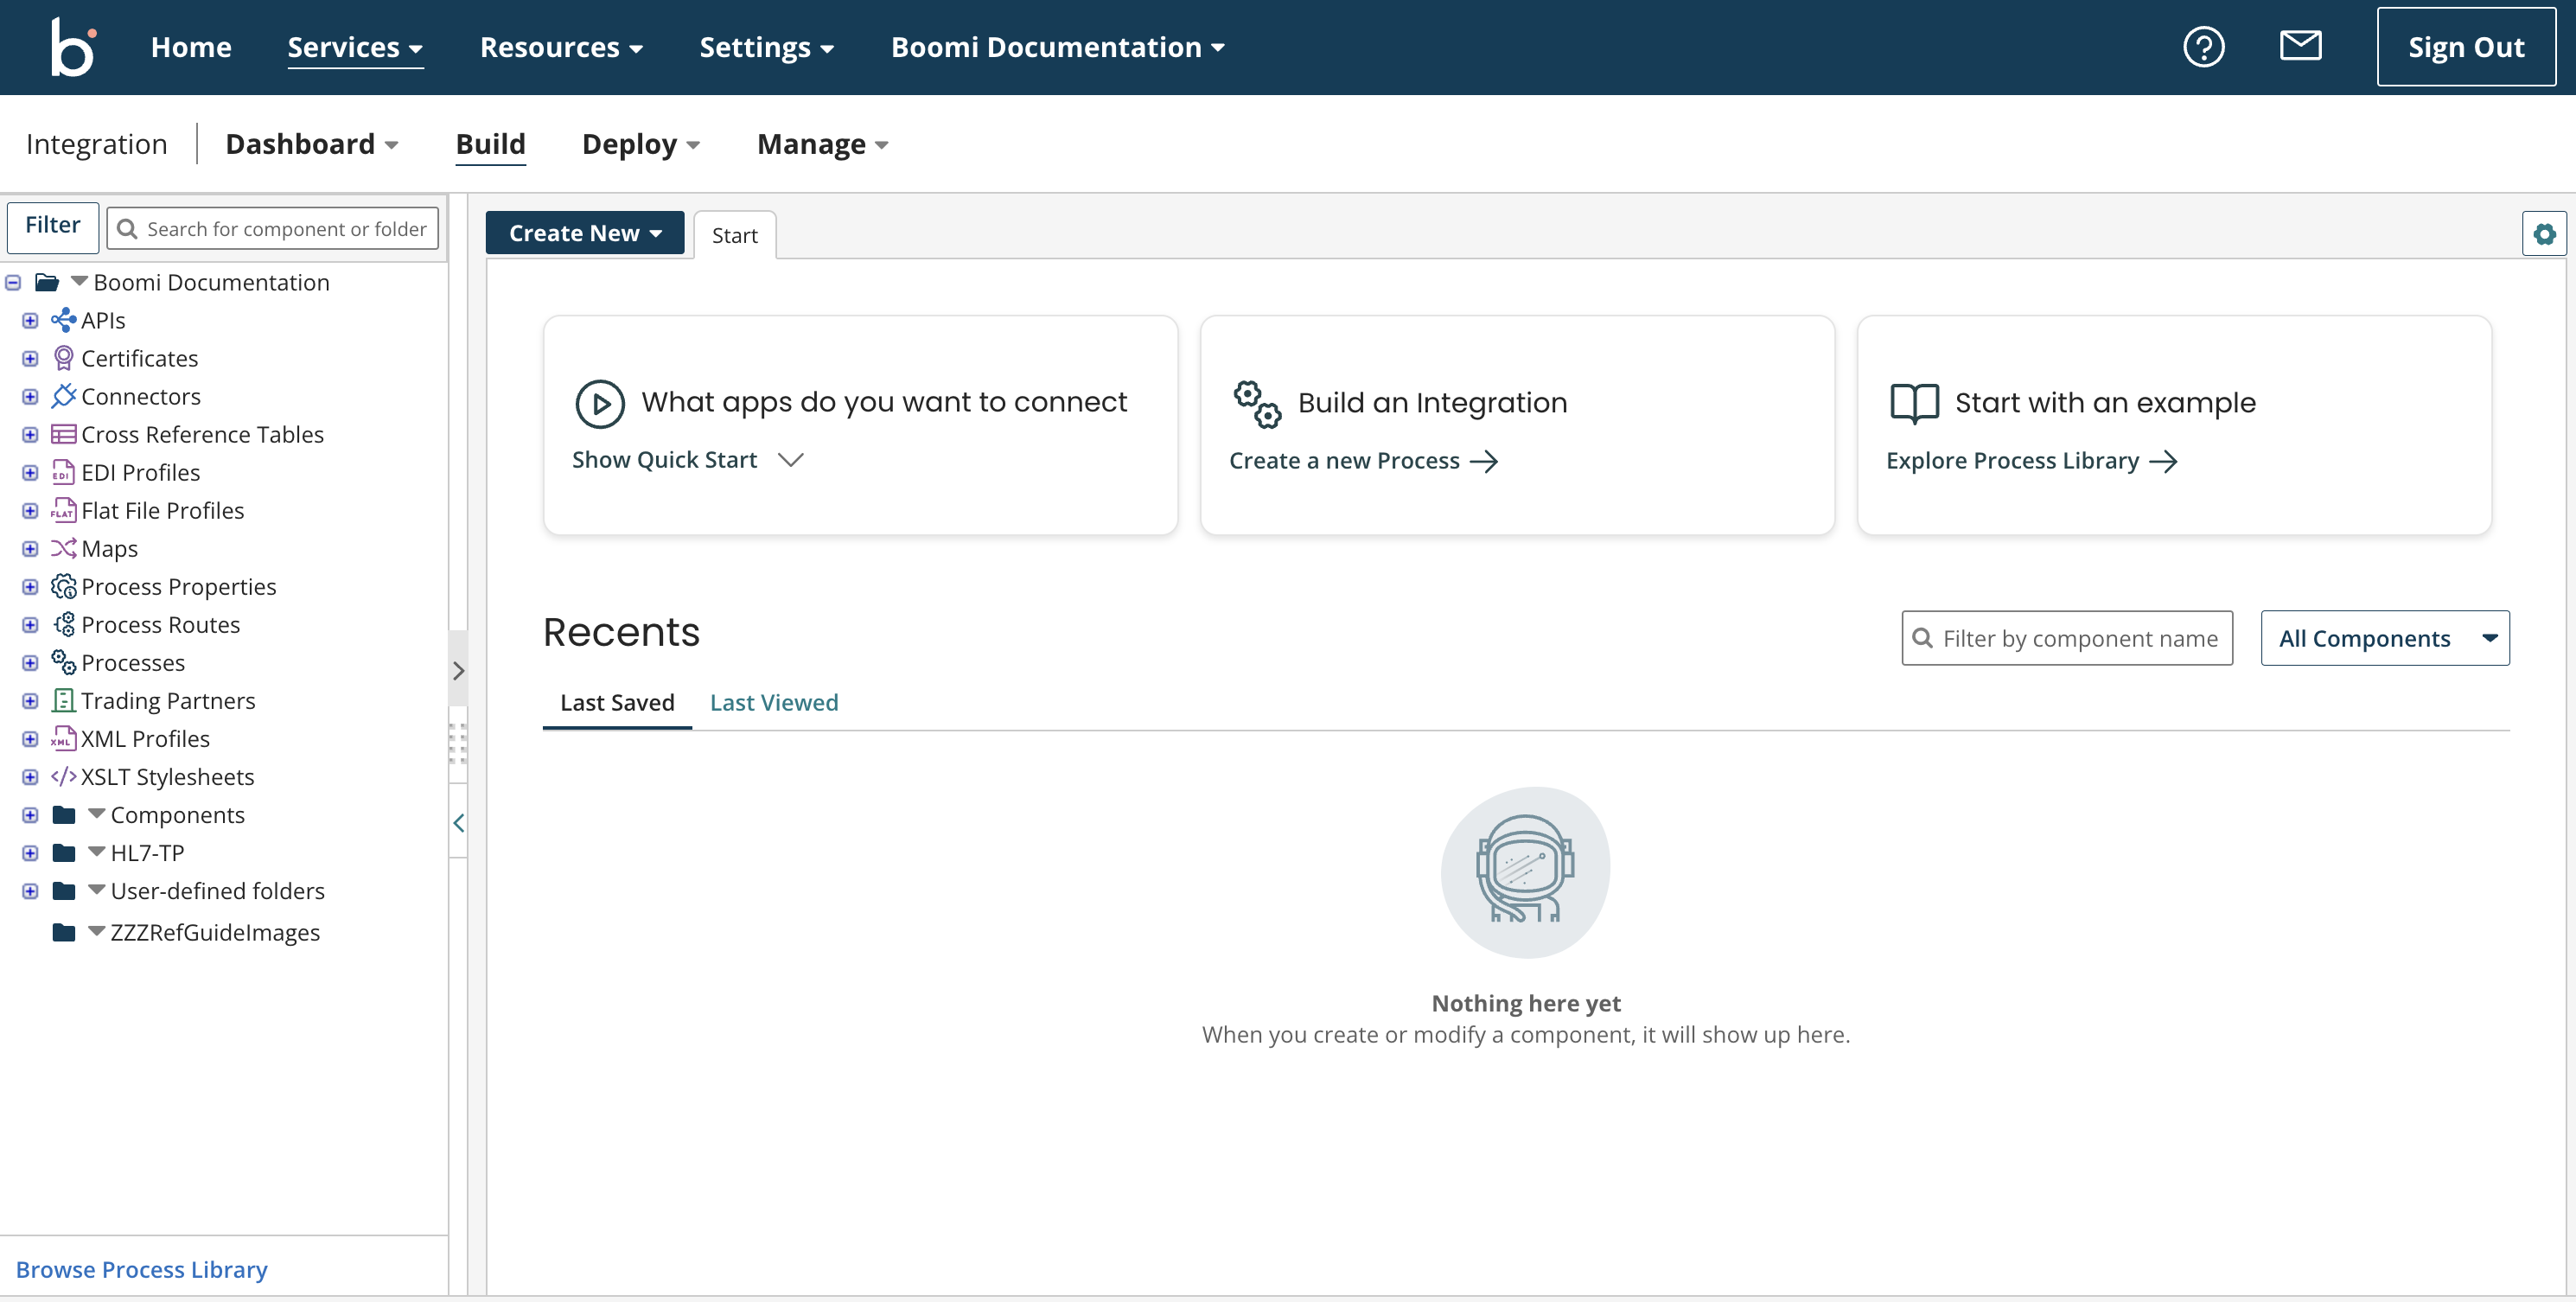 b Home Services Resources Settings Boomi Documentation Sign Out
Integration Dashboard Build Deploy Manage
Filter Search for component or folder
Boomi Documentation
APIs
Certificates
Connectors
Cross Reference Tables
EDI EDI Profiles
FLAT Flat File Profiles
Maps
Process Properties
Process Routes
Processes
Trading Partners
XML XML Profiles
XSLT Stylesheets
Components
HL7-TP
User-defined folders
ZZZRefGuideImages
Browse Process Library
Create New Start
What apps do you want to connect
Show Quick Start
Build an Integration
Create a new Process
Start with an example
Explore Process Library
Recents
Filter by component name All Components
Last Saved Last Viewed
Nothing here yet
When you create or modify a component, it will show up here.